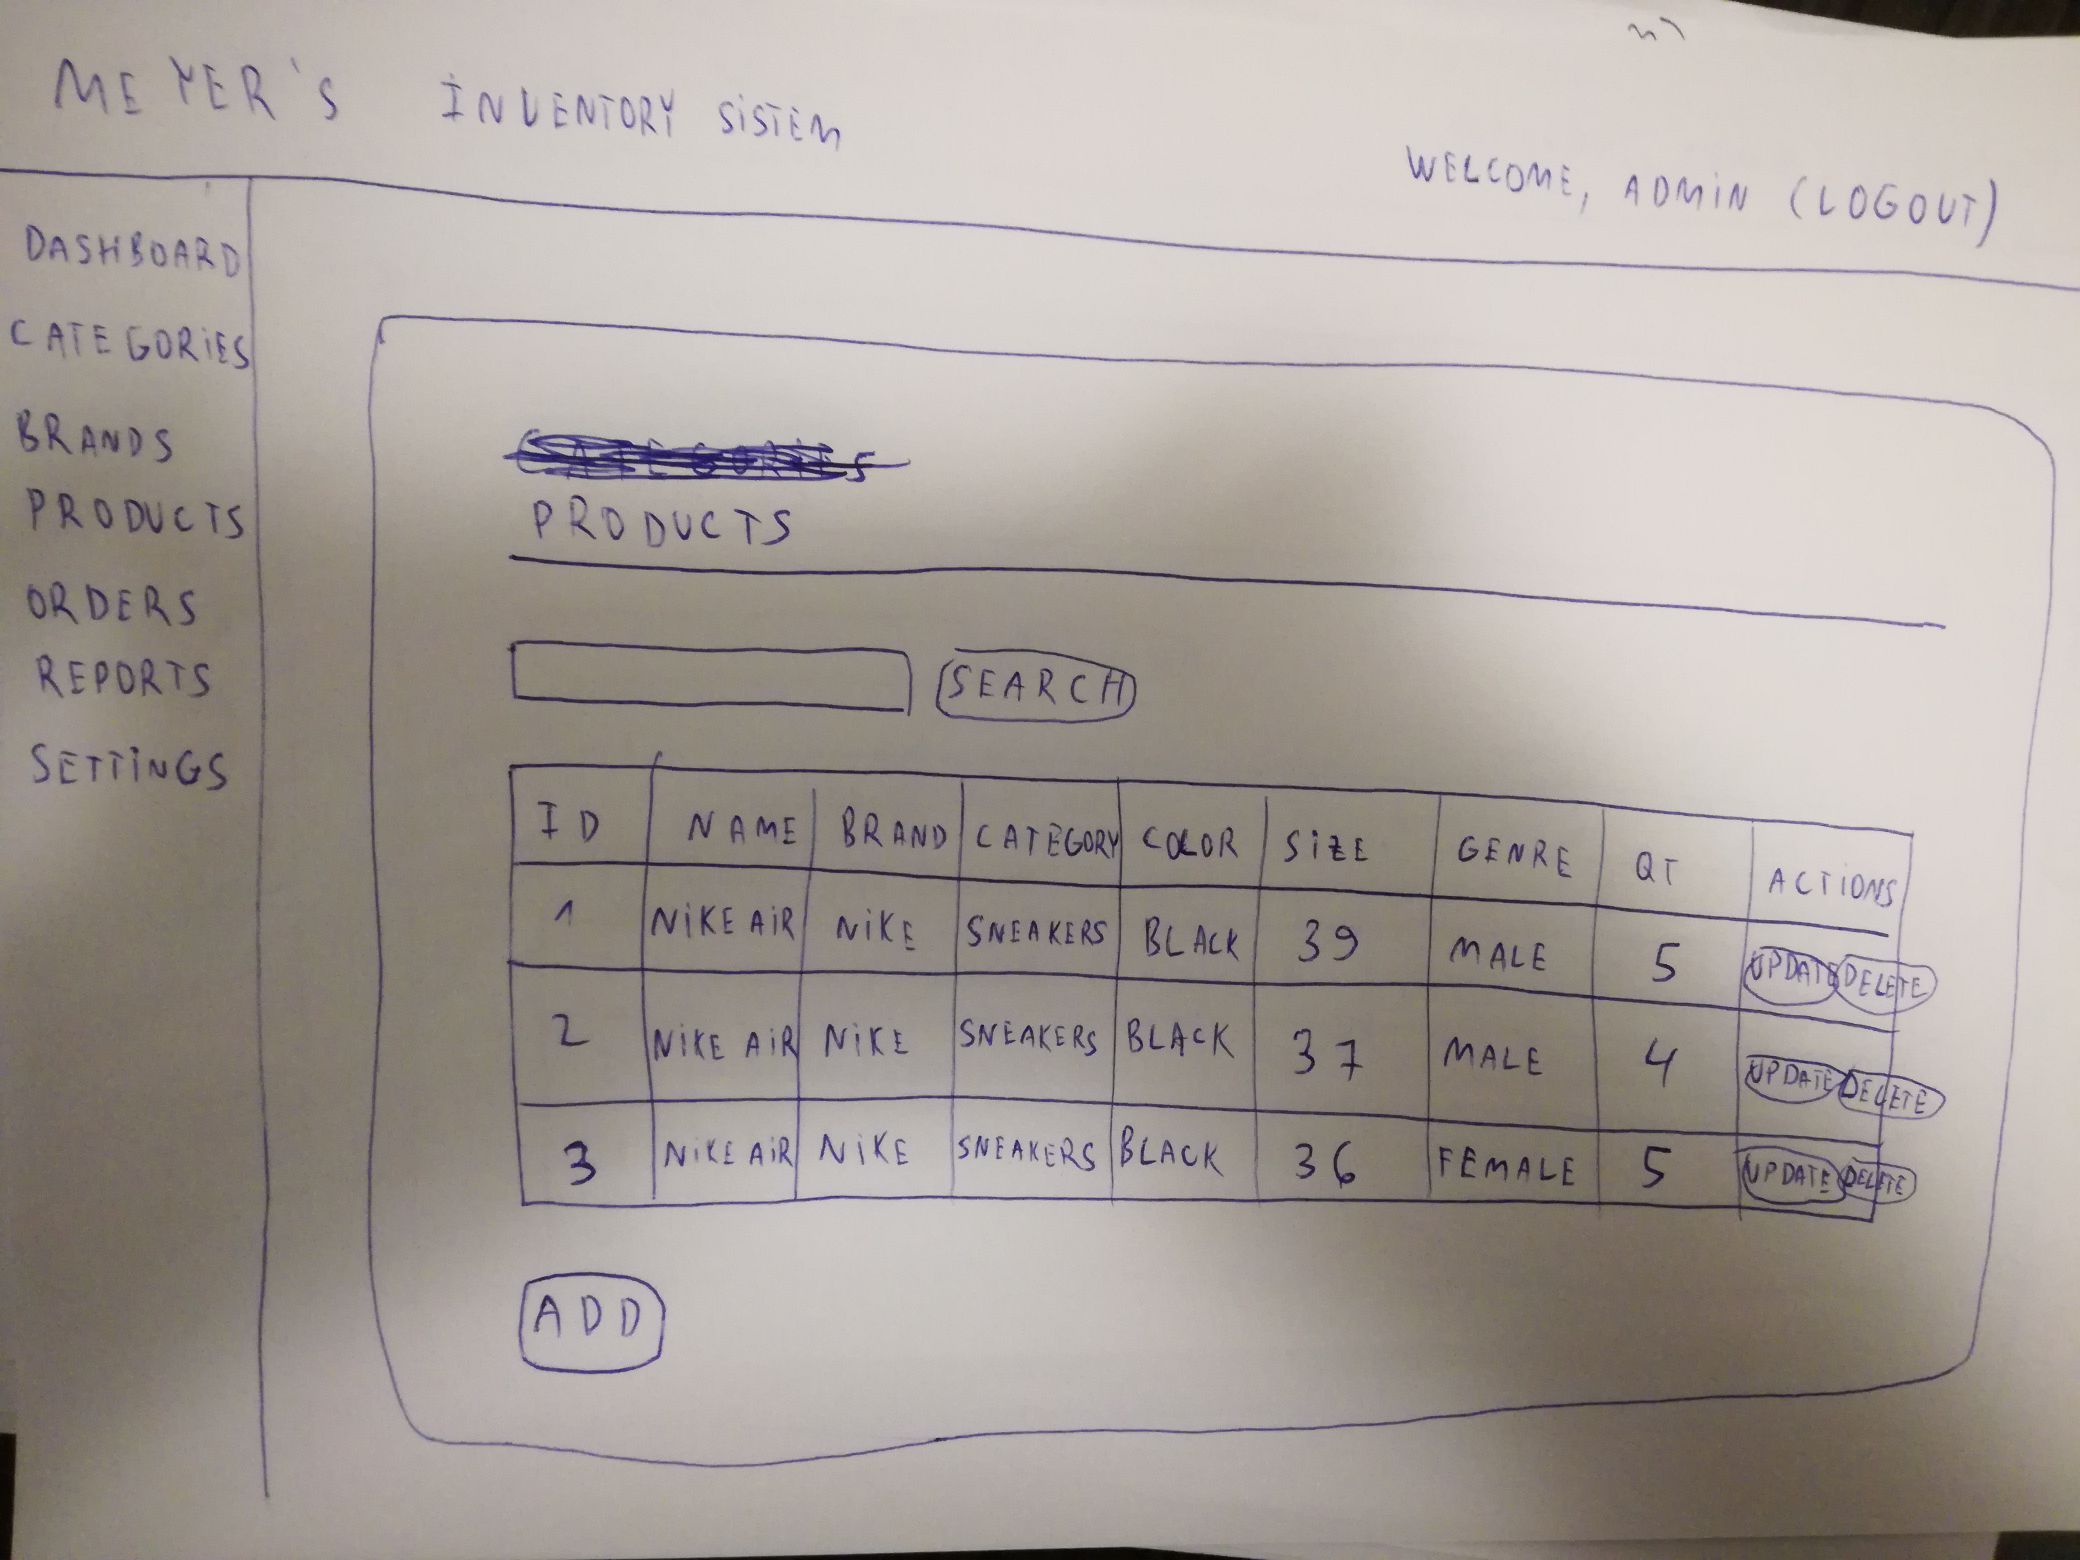 MEYER'S INVENTORY SISTEM
WELCOME, ADMIN (LOGOUT)
DASHBOARD
CATEGORIES
BRANDS
PRODUCTS
ORDERS
REPORTS
SETTINGS
CATEGORIES
PRODUCTS
SEARCH
ID NAME BRAND CATEGORY COLOR SIZE GENRE QT ACTIONS
1 NIKE AIR NIKE SNEAKERS BLACK 39 MALE 5 UPDATE DELETE
2 NIKE AIR NIKE SNEAKERS BLACK 37 MALE 4 UPDATE DELETE
3 NIKE AIR NIKE SNEAKERS BLACK 36 FEMALE 5 UPDATE DELETE
ADD